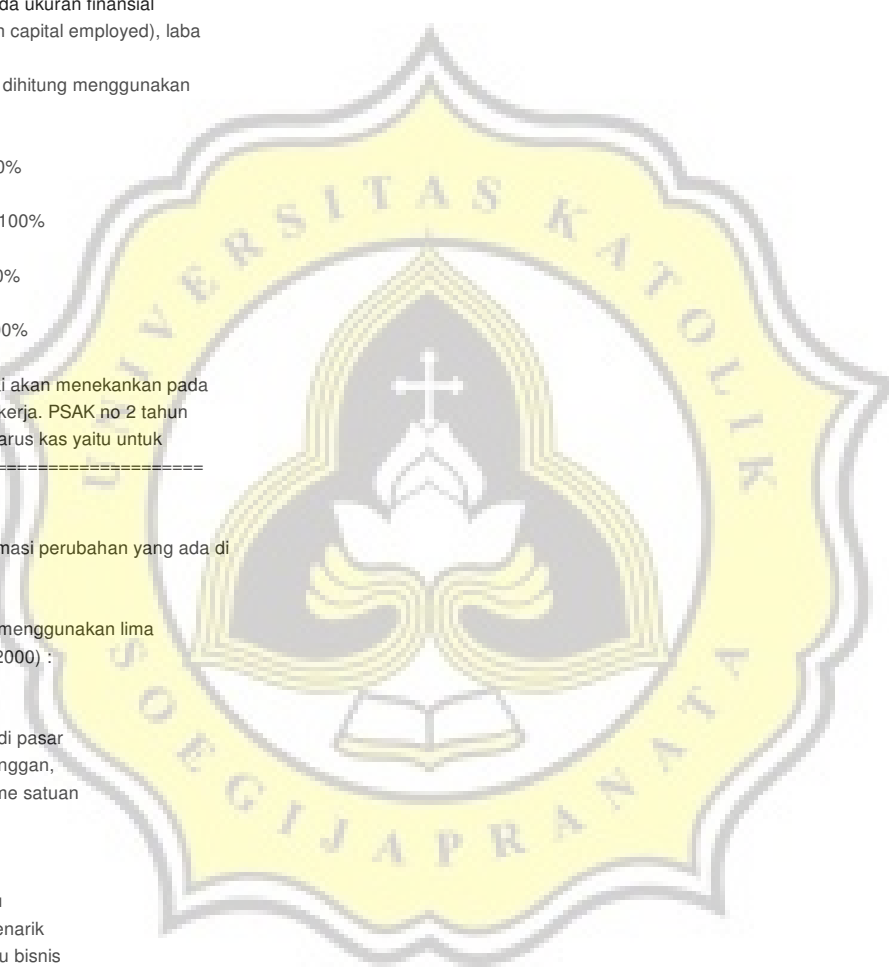 da ukuran finansial
n capital employed), laba
dihitung menggunakan
0%
100%
0%
00%
i akan menekankan pada
kerja. PSAK no 2 tahun
arus kas yaitu untuk
=====================
masi perubahan yang ada di
menggunakan lima
2000) :
di pasar
nggan,
me satuan
u
enarik
u bisnis
UNIVERSITAS KATOLIK
SOEGIJAPRANATA